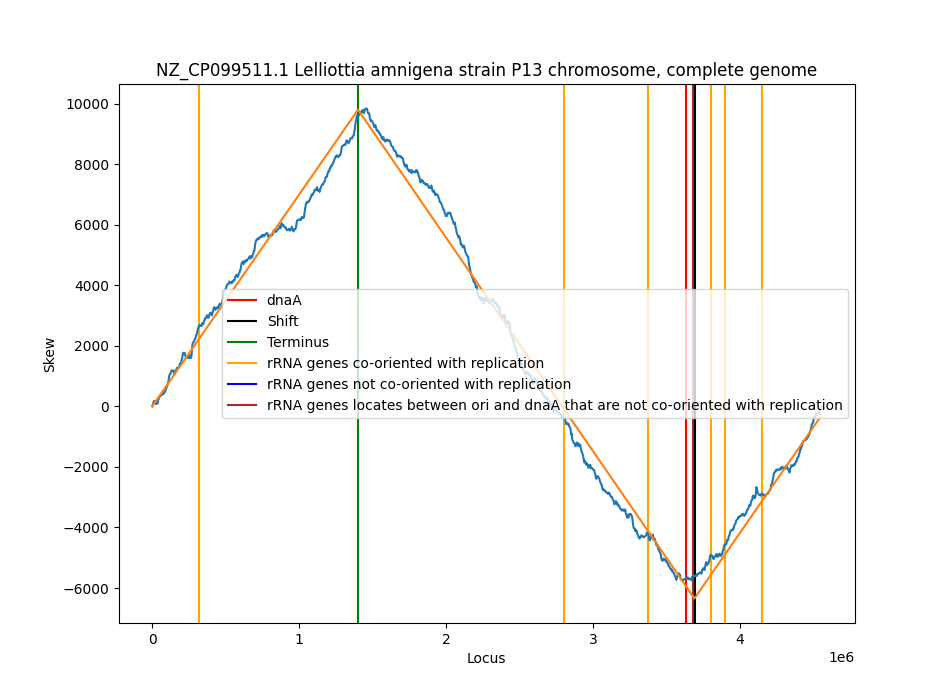 NZ_CP099511.1 Lelliottia amnigena strain P13 chromosome, complete genome
10000
8000
6000
4000
2000
0
−2000
−4000
−6000
Skew
dnaA
Shift
Terminus
rRNA genes co-oriented with replication
rRNA genes not co-oriented with replication
rRNA genes locates between ori and dnaA that are not co-oriented with replication
0 1 2 3 4
1e6
Locus